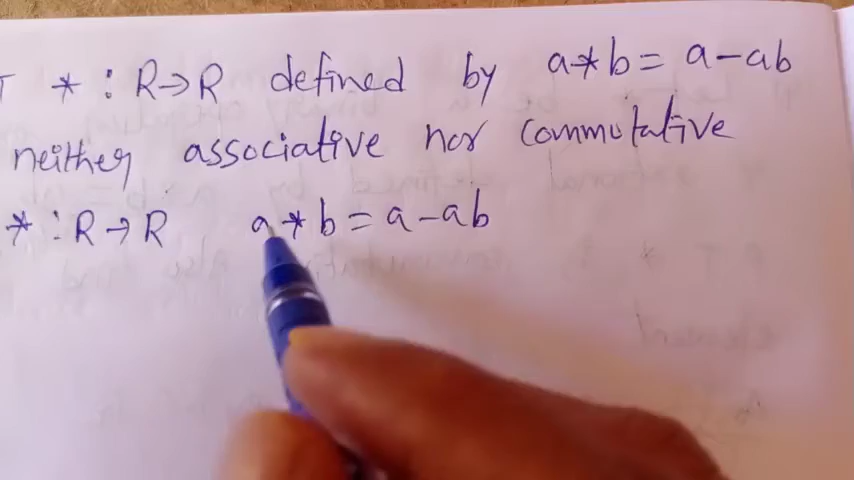 T * : R→R defined by a*b = a-ab
neither associative nor commutative
* : R→R a*b = a-ab